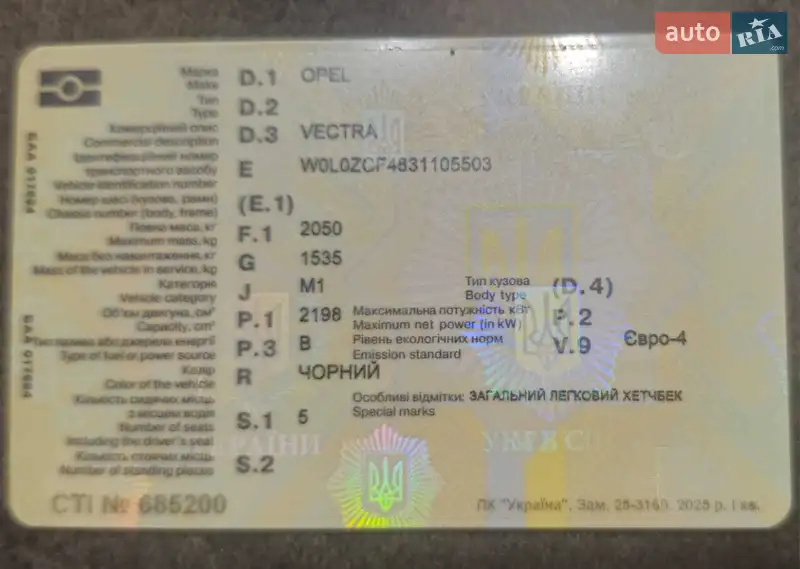 auto RIA .com
Марка D.1 OPEL
Make
Тип D.2
Type
Комерційний опис D.3 VECTRA
Commercial description
Ідентифікаційний номер
транспортного засобу E W0L0ZCF4831105503
Vehicle identification number
Номер шасі (кузова, рами) (E.1)
Chassis number (body, frame)
Повна маса, кг F.1 2050
Maximum mass, kg
Маса без навантаження, кг G 1535
Mass of the vehicle in service, kg
Категорія J M1 Тип кузова (D.4)
Vehicle category Body type
Об'єм двигуна, см³ P.1 2198 Максимальна потужність кВт P.2
Capacity, cm³ Maximum net power (in kW)
Тип палива або джерела енергії P.3 B Рівень екологічних норм V.9 Євро-4
Type of fuel or power source Emission standard
Колір R ЧОРНИЙ
Color of the vehicle
Кількість сидячих місць Особливі відмітки: ЗАГАЛЬНИЙ ЛЕГКОВИЙ ХЕТЧБЕК
з місцем водія S.1 5 Special marks
Number of seats
including the driver's seat
Кількість стоячих місць S.2
Number of standing places
СТІ № 685200
ПК "Україна". Зам. 25-3160. 2025 р. І кв.